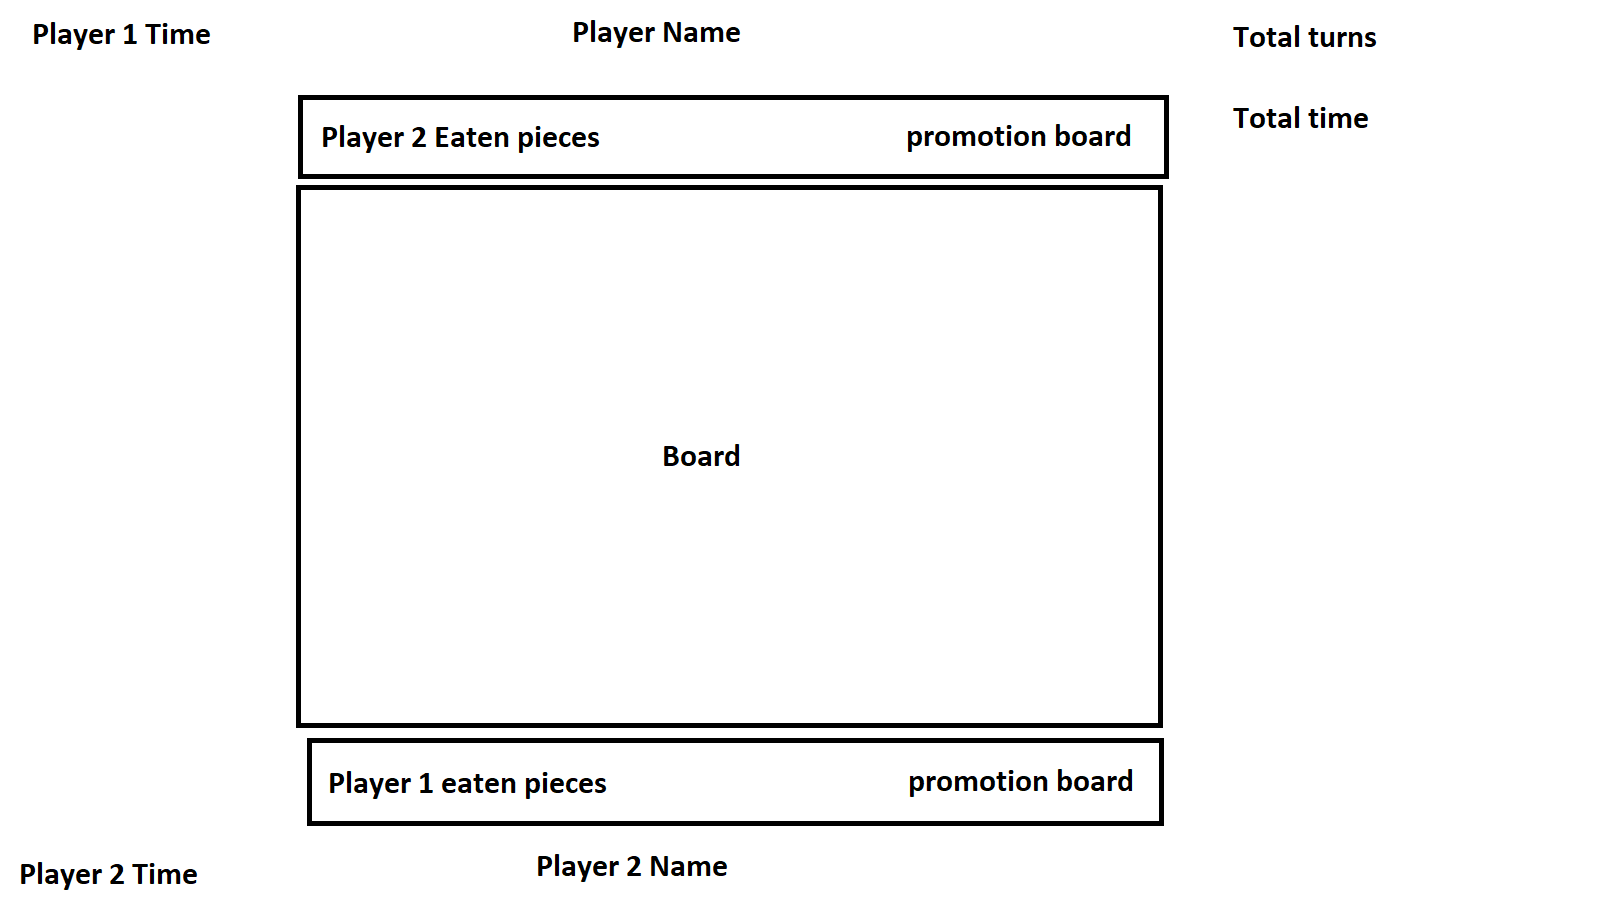 Player 1 Time
Player Name
Total turns
Total time
Player 2 Eaten pieces
promotion board
Board
Player 1 eaten pieces
promotion board
Player 2 Time
Player 2 Name